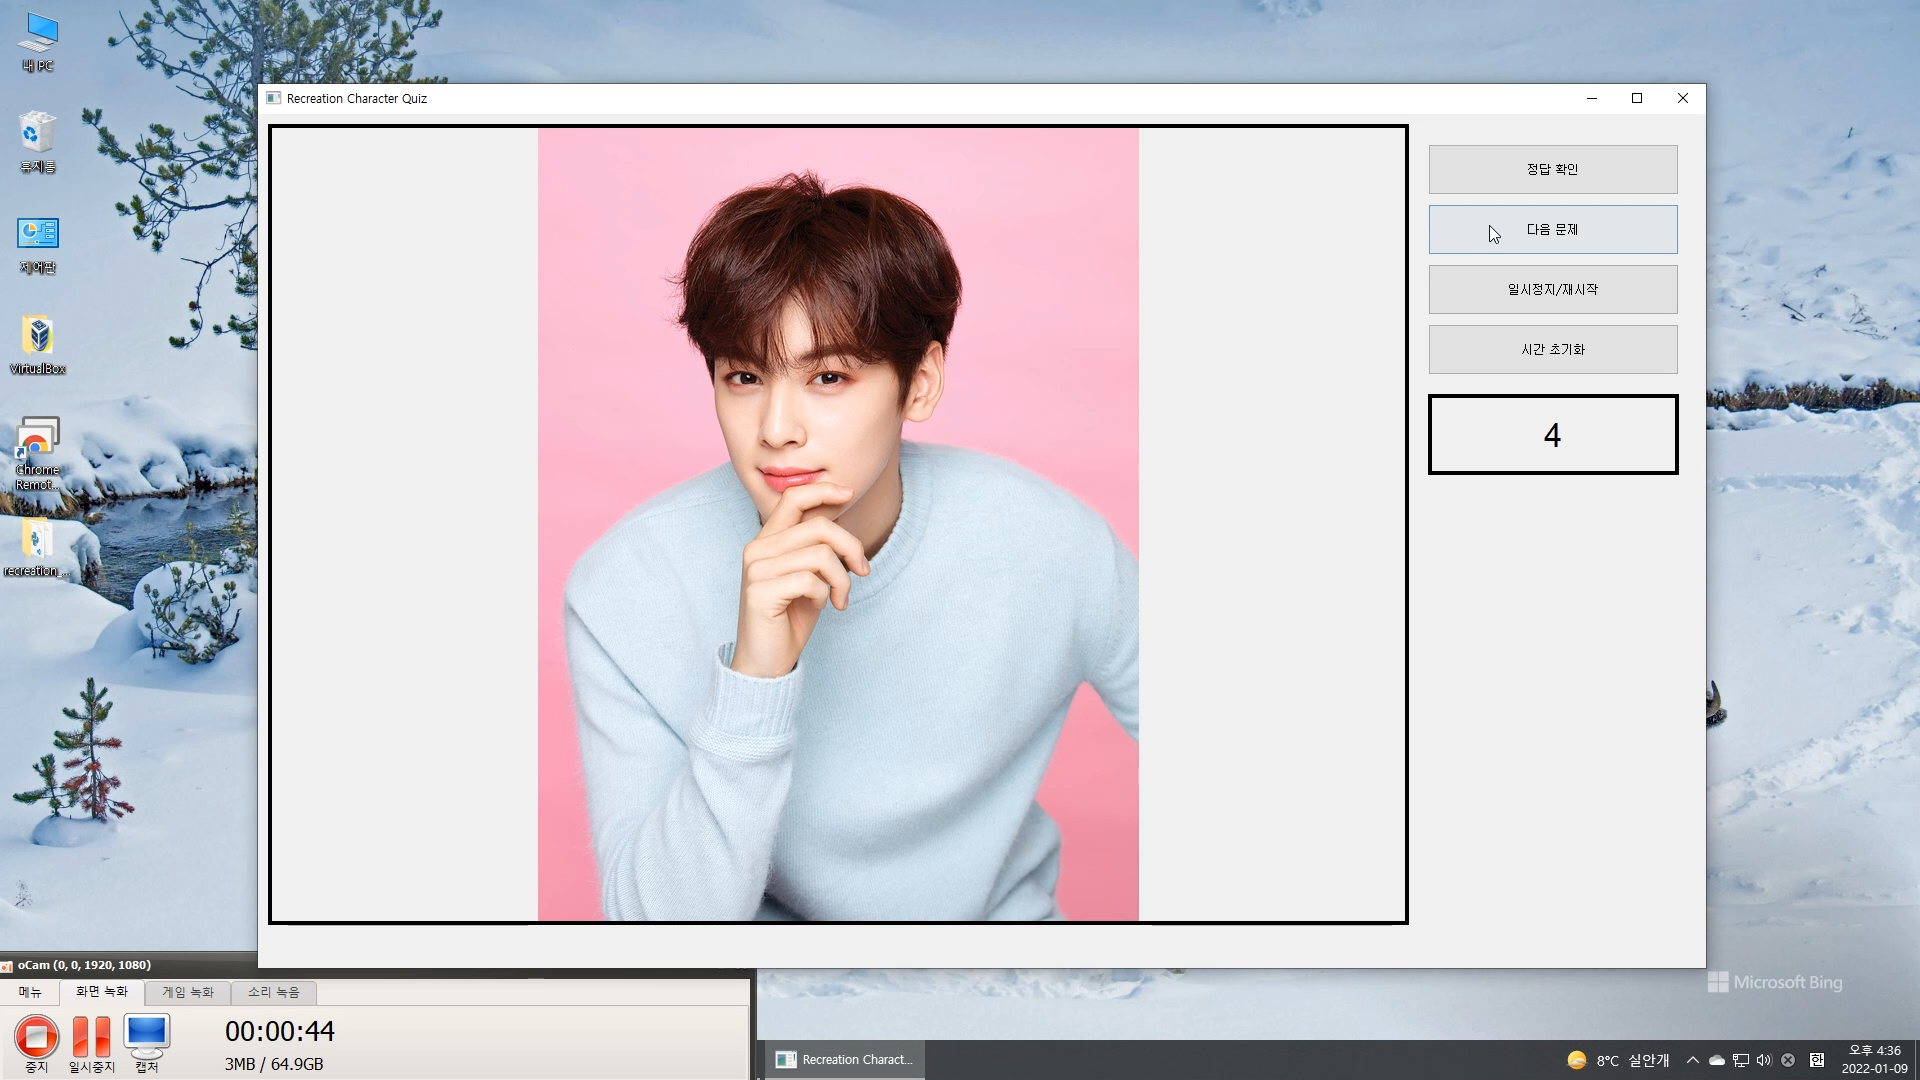 내 PC
휴지통
제어판
VirtualBox
Chrome
Remot...
recreation_...
Recreation Character Quiz
정답 확인
다음 문제
일시정지/재시작
시간 초기화
4
oCam (0, 0, 1920, 1080)
메뉴
화면 녹화
게임 녹화
소리 녹음
중지
일시중지
캡처
00:00:44
3MB / 64.9GB
Microsoft Bing
Recreation Charact...
8°C 실안개
한
오후 4:36
2022-01-09